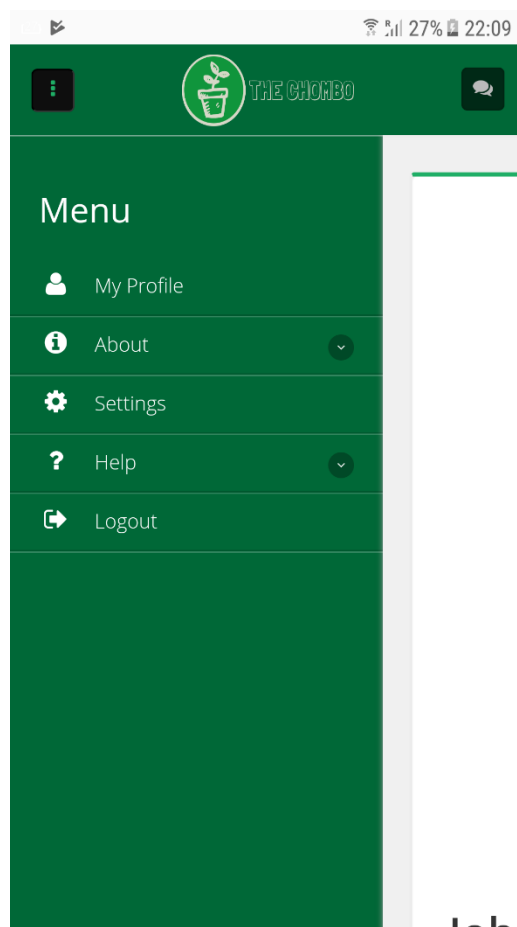 27% 22:09
THE CHOMBO
Menu
My Profile
About
Settings
? Help
Logout